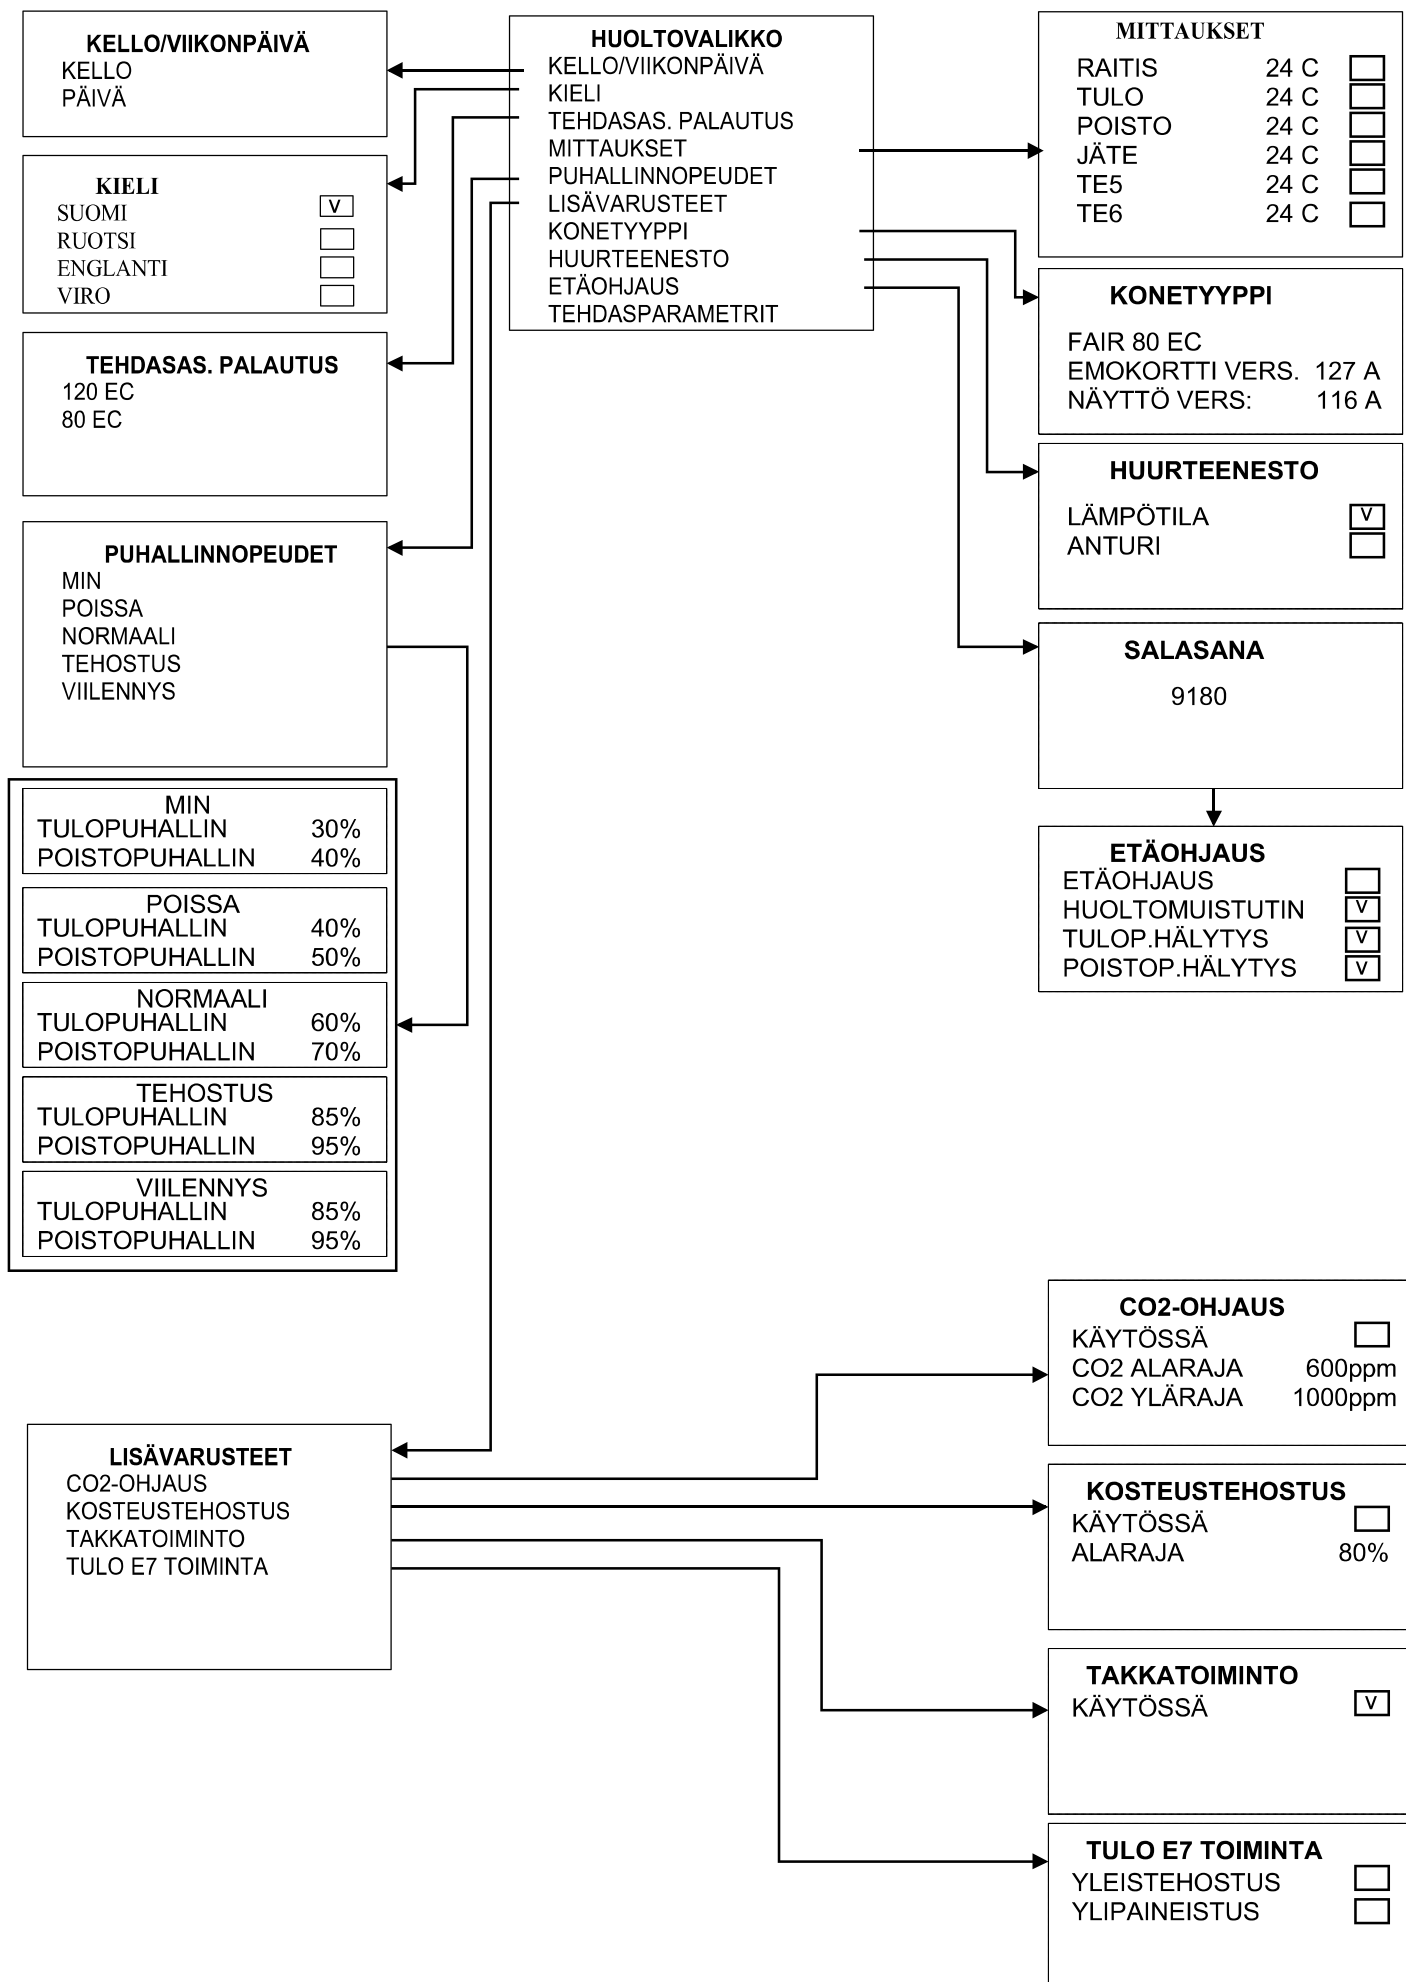 KELLO/VIIKONPÄIVÄ
KELLO
PÄIVÄ
KIELI
SUOMI V
RUOTSI
ENGLANTI
VIRO
TEHDASAS. PALAUTUS
120 EC
80 EC
PUHALLINNOPEUDET
MIN
POISSA
NORMAALI
TEHOSTUS
VIILENNYS
MIN
TULOPUHALLIN 30%
POISTOPUHALLIN 40%
POISSA
TULOPUHALLIN 40%
POISTOPUHALLIN 50%
NORMAALI
TULOPUHALLIN 60%
POISTOPUHALLIN 70%
TEHOSTUS
TULOPUHALLIN 85%
POISTOPUHALLIN 95%
VIILENNYS
TULOPUHALLIN 85%
POISTOPUHALLIN 95%
HUOLTOVALIKKO
KELLO/VIIKONPÄIVÄ
KIELI
TEHDASAS. PALAUTUS
MITTAUKSET
PUHALLINNOPEUDET
LISÄVARUSTEET
KONETYYPPI
HUURTEENESTO
ETÄOHJAUS
TEHDASPARAMETRIT
MITTAUKSET
RAITIS 24 C
TULO 24 C
POISTO 24 C
JÄTE 24 C
TE5 24 C
TE6 24 C
KONETYYPPI
FAIR 80 EC
EMOKORTTI VERS. 127 A
NÄYTTÖ VERS: 116 A
HUURTEENESTO
LÄMPÖTILA V
ANTURI
SALASANA
9180
ETÄOHJAUS
ETÄOHJAUS
HUOLTOMUISTUTIN V
TULOP.HÄLYTYS V
POISTOP.HÄLYTYS V
LISÄVARUSTEET
CO2-OHJAUS
KOSTEUSTEHOSTUS
TAKKATOIMINTO
TULO E7 TOIMINTA
CO2-OHJAUS
KÄYTÖSSÄ
CO2 ALARAJA 600ppm
CO2 YLÄRAJA 1000ppm
KOSTEUSTEHOSTUS
KÄYTÖSSÄ
ALARAJA 80%
TAKKATOIMINTO
KÄYTÖSSÄ V
TULO E7 TOIMINTA
YLEISTEHOSTUS
YLIPAINEISTUS